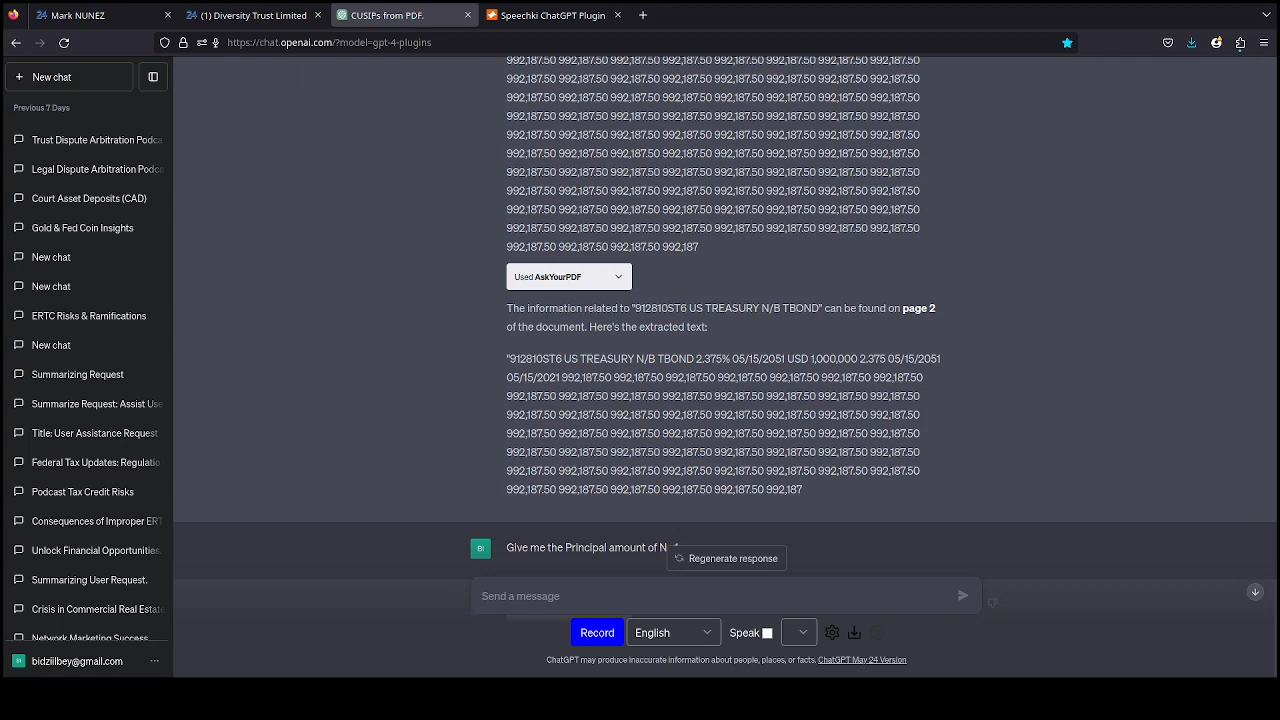 Mark NUNEZ
(1) Diversity Trust Limited
CUSIPs from PDF.
Speechki ChatGPT Plugin
https://chat.openai.com/?model=gpt-4-plugins
New chat
Previous 7 Days
Trust Dispute Arbitration Podca
Legal Dispute Arbitration Podca
Court Asset Deposits (CAD)
Gold & Fed Coin Insights
New chat
New chat
ERTC Risks & Ramifications
New chat
Summarizing Request
Summarize Request: Assist Use
Title: User Assistance Request
Federal Tax Updates: Regulatio
Podcast Tax Credit Risks
Consequences of Improper ERT
Unlock Financial Opportunities.
Summarizing User Request.
Crisis in Commercial Real Estate
Network Marketing Success
BI bidzillbey@gmail.com
992,187.50 992,187.50 992,187.50 992,187.50 992,187.50 992,187.50 992,187.50 992,187.50
992,187.50 992,187.50 992,187.50 992,187.50 992,187.50 992,187.50 992,187.50 992,187.50
992,187.50 992,187.50 992,187.50 992,187.50 992,187.50 992,187.50 992,187.50 992,187.50
992,187.50 992,187.50 992,187.50 992,187.50 992,187.50 992,187.50 992,187.50 992,187.50
992,187.50 992,187.50 992,187.50 992,187.50 992,187.50 992,187.50 992,187.50 992,187.50
992,187.50 992,187.50 992,187.50 992,187.50 992,187.50 992,187.50 992,187.50 992,187.50
992,187.50 992,187.50 992,187.50 992,187.50 992,187.50 992,187.50 992,187.50 992,187.50
992,187.50 992,187.50 992,187.50 992,187.50 992,187.50 992,187.50 992,187.50 992,187.50
992,187.50 992,187.50 992,187.50 992,187.50 992,187.50 992,187.50 992,187.50 992,187.50
992,187.50 992,187.50 992,187.50 992,187.50 992,187.50 992,187.50 992,187.50 992,187.50
992,187.50 992,187.50 992,187.50 992,187
Used AskYourPDF
The information related to "912810ST6 US TREASURY N/B TBOND" can be found on page 2
of the document. Here's the extracted text:
"912810ST6 US TREASURY N/B TBOND 2.375% 05/15/2051 USD 1,000,000 2.375 05/15/2051
05/15/2021 992,187.50 992,187.50 992,187.50 992,187.50 992,187.50 992,187.50 992,187.50
992,187.50 992,187.50 992,187.50 992,187.50 992,187.50 992,187.50 992,187.50 992,187.50
992,187.50 992,187.50 992,187.50 992,187.50 992,187.50 992,187.50 992,187.50 992,187.50
992,187.50 992,187.50 992,187.50 992,187.50 992,187.50 992,187.50 992,187.50 992,187.50
992,187.50 992,187.50 992,187.50 992,187.50 992,187.50 992,187.50 992,187.50 992,187.50
992,187.50 992,187.50 992,187.50 992,187.50 992,187.50 992,187.50 992,187.50 992,187.50
992,187.50 992,187.50 992,187.50 992,187.50 992,187.50 992,187
BI Give me the Principal amount of
Regenerate response
Send a message
Record English Speak
ChatGPT may produce inaccurate information about people, places, or facts. ChatGPT May 24 Version